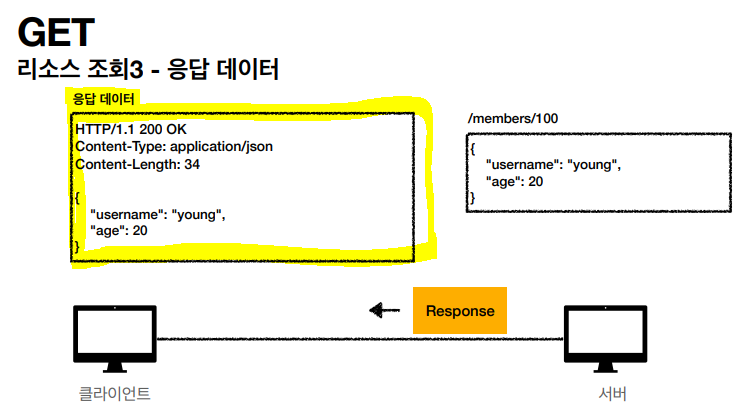 GET
리소스 조회3 - 응답 데이터
응답 데이터
HTTP/1.1 200 OK
Content-Type: application/json
Content-Length: 34
{
"username": "young",
"age": 20
}
/members/100
{
"username": "young",
"age": 20
}
Response
클라이언트
서버